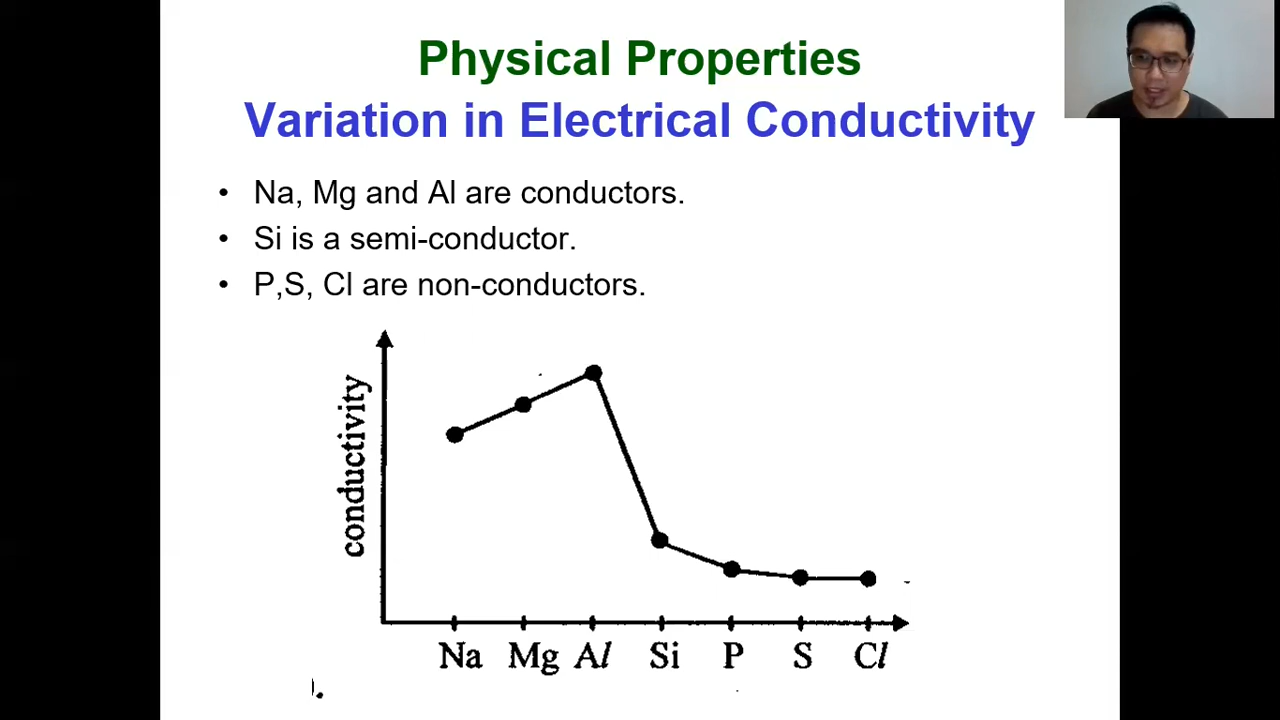 Physical Properties
Variation in Electrical Conductivity
• Na, Mg and Al are conductors.
• Si is a semi-conductor.
• P,S, Cl are non-conductors.
conductivity
Na Mg Al Si P S Cl